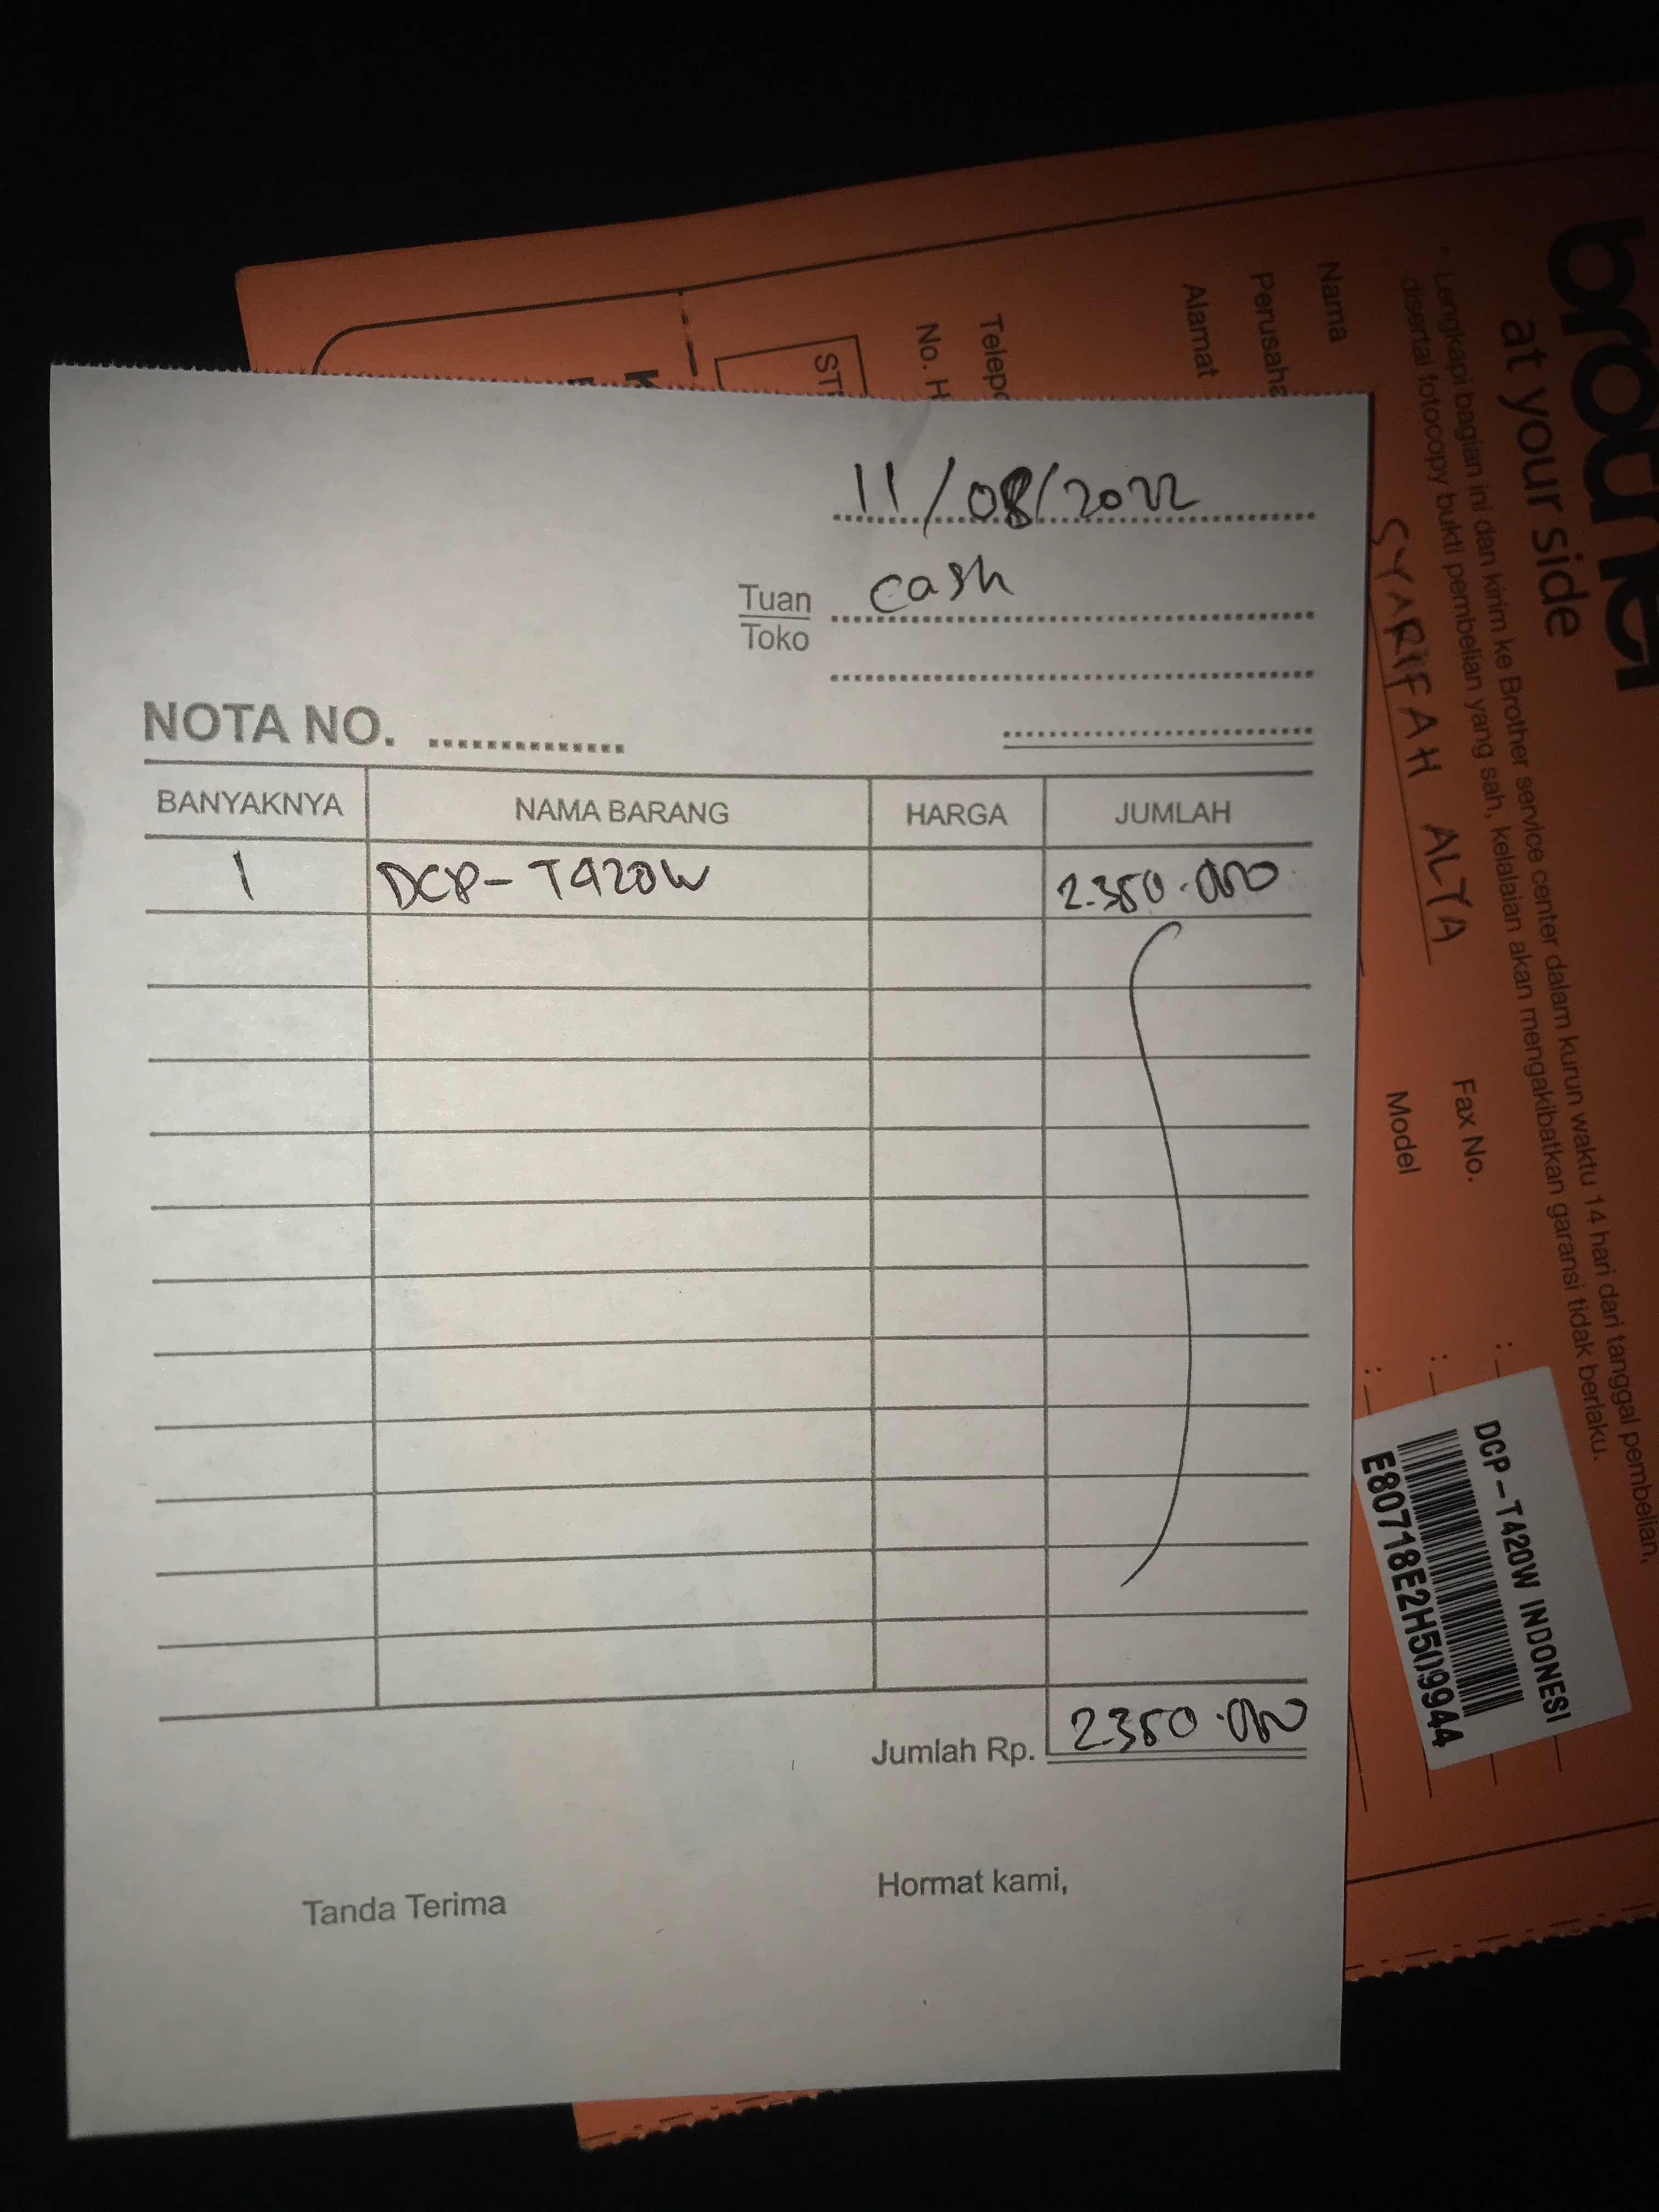 11/08/2022
Tuan cash
Toko
NOTA NO.
BANYAKNYA NAMA BARANG HARGA JUMLAH
1 DCP-T420W 2.350.000
Jumlah Rp. 2.350.000
Tanda Terima Hormat kami,
brother
at your side
• Lengkapi bagian ini dan kirim ke Brother service center dalam kurun waktu 14 hari dari tanggal pembelian,
disertai fotocopy bukti pembelian yang sah, kelalaian akan mengakibatkan garansi tidak berlaku.
Nama SYARIFAH ALYA
Perusaha
Alamat
Telepo
No. H
Fax No. :
Model :
DCP-T420W INDONESI
E80718E2H509944